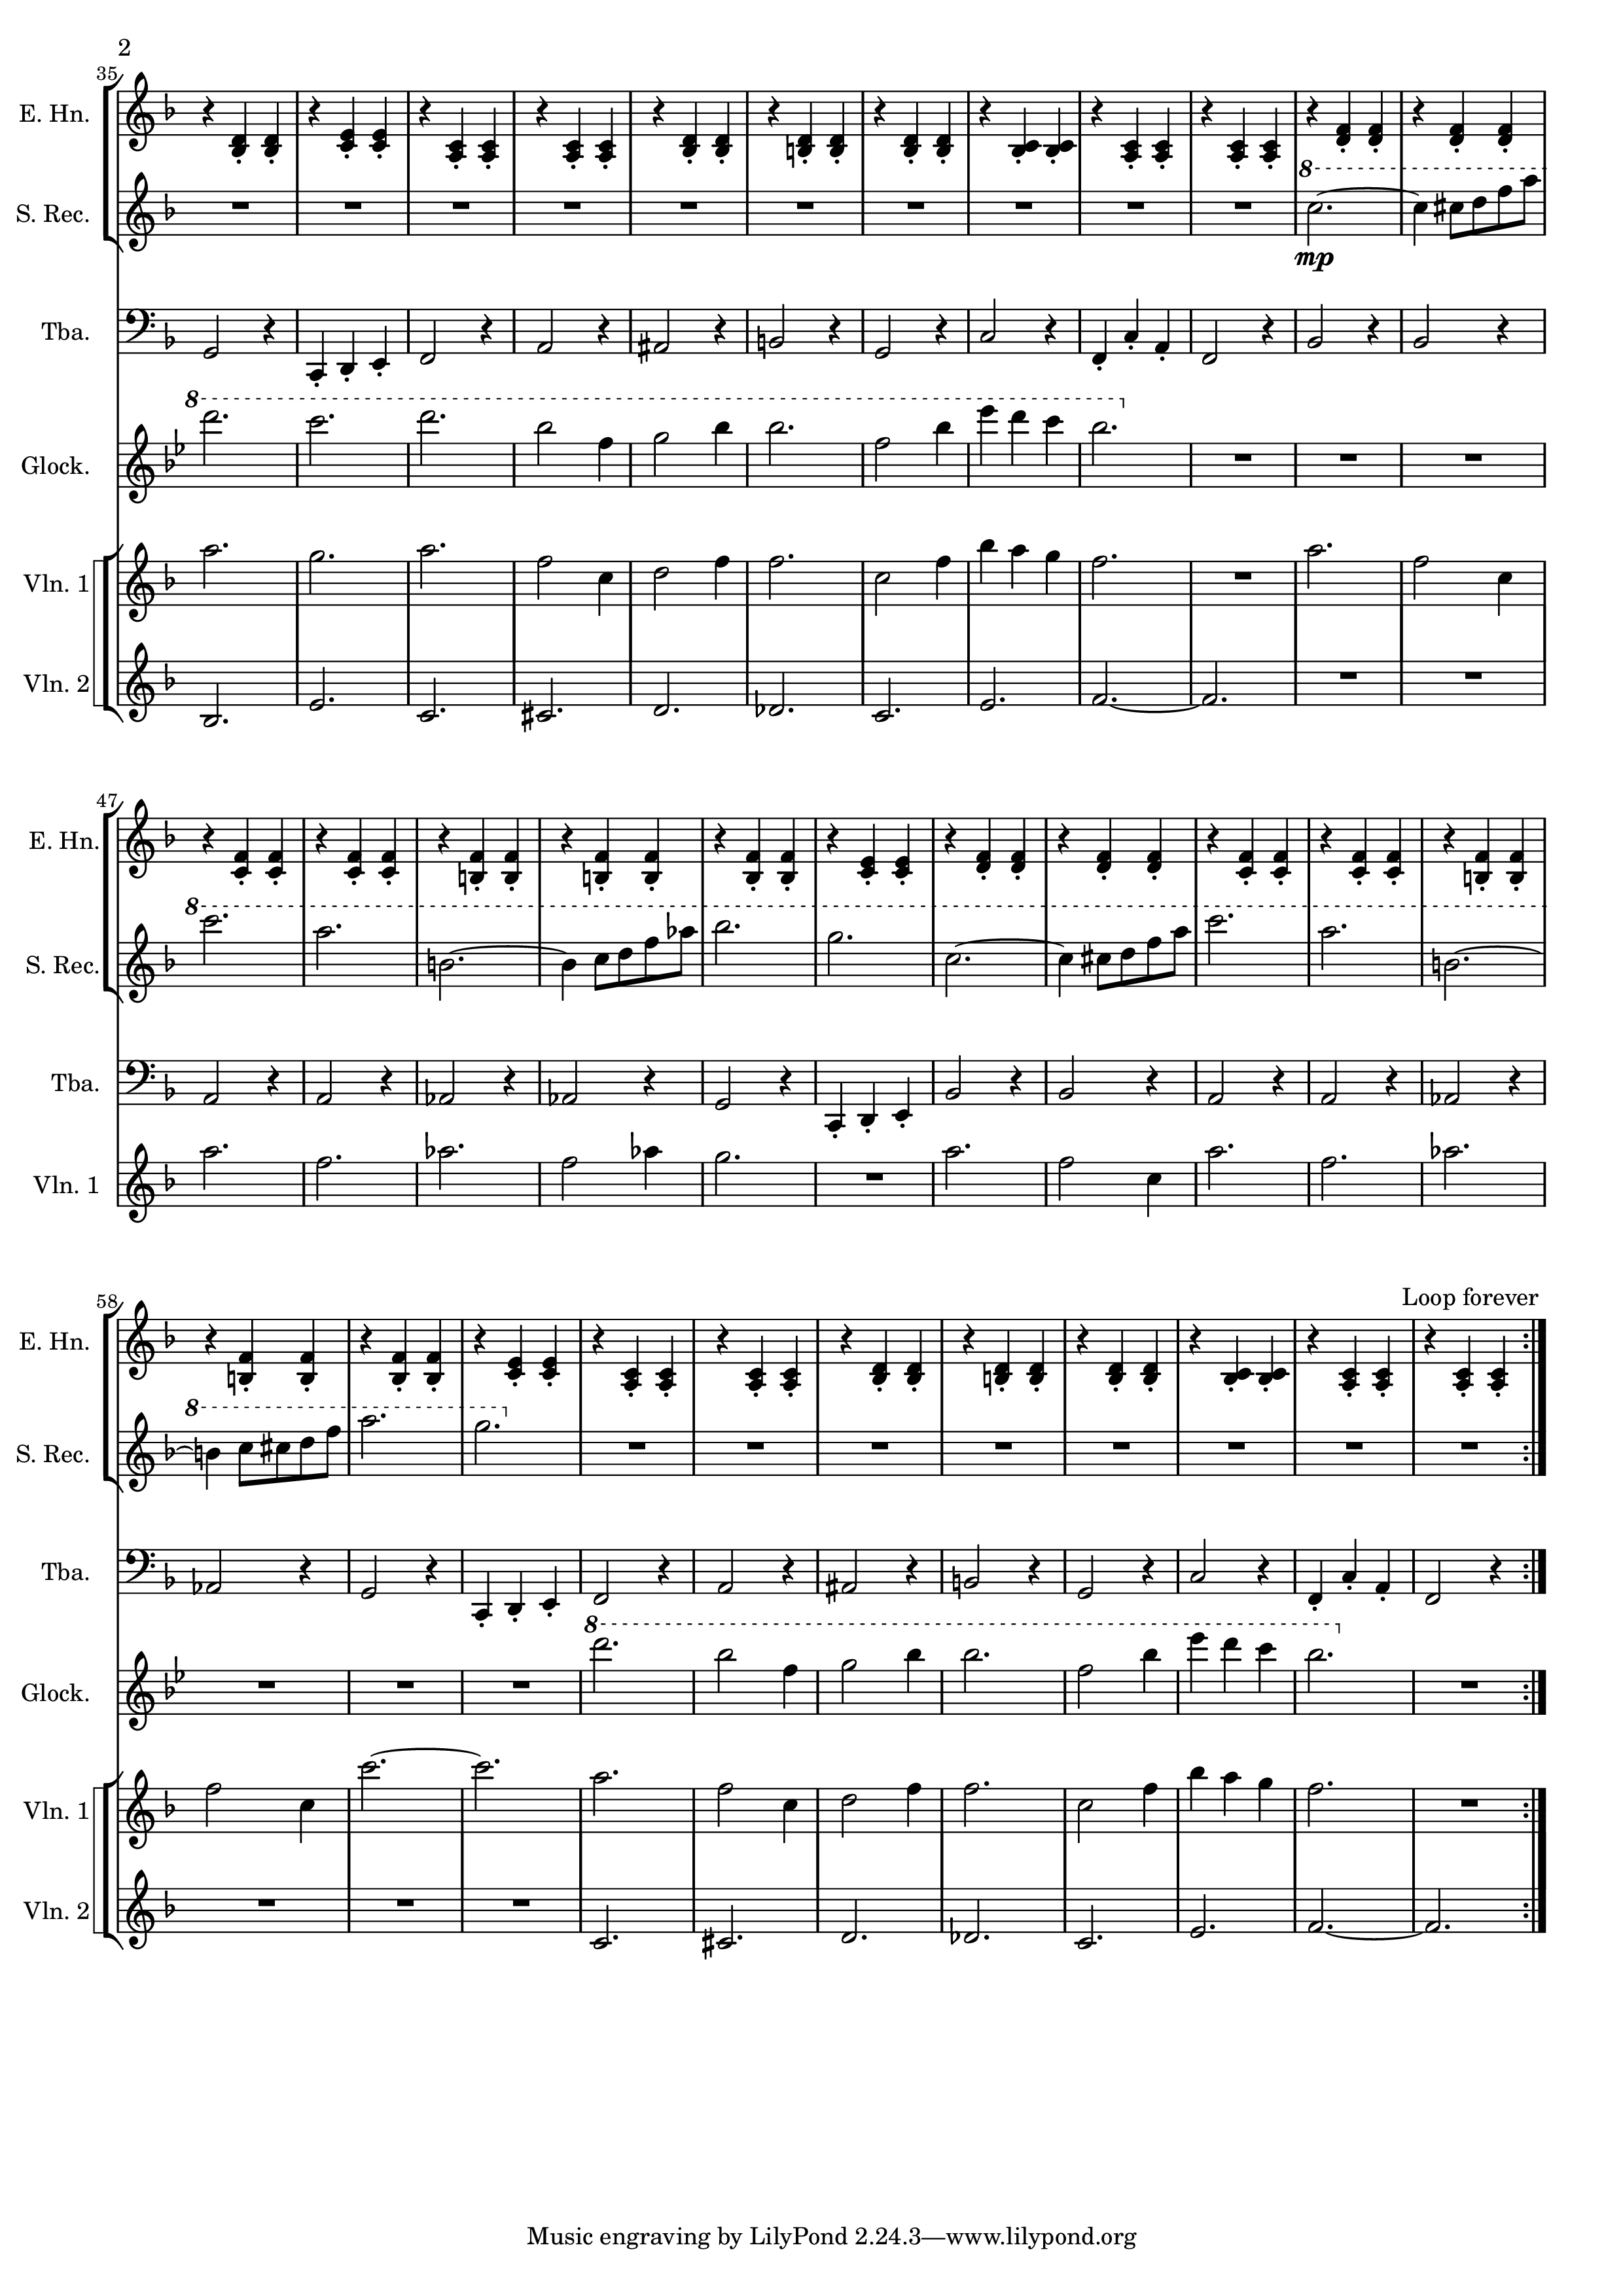 2
35
E. Hn.
8
S. Rec.
mp
Tba.
8
Glock.
Vln. 1
Vln. 2
47
E. Hn.
8
S. Rec.
Tba.
Vln. 1
Loop forever
58
E. Hn.
8
S. Rec.
Tba.
8
Glock.
Vln. 1
Vln. 2
Music engraving by LilyPond 2.24.3—www.lilypond.org